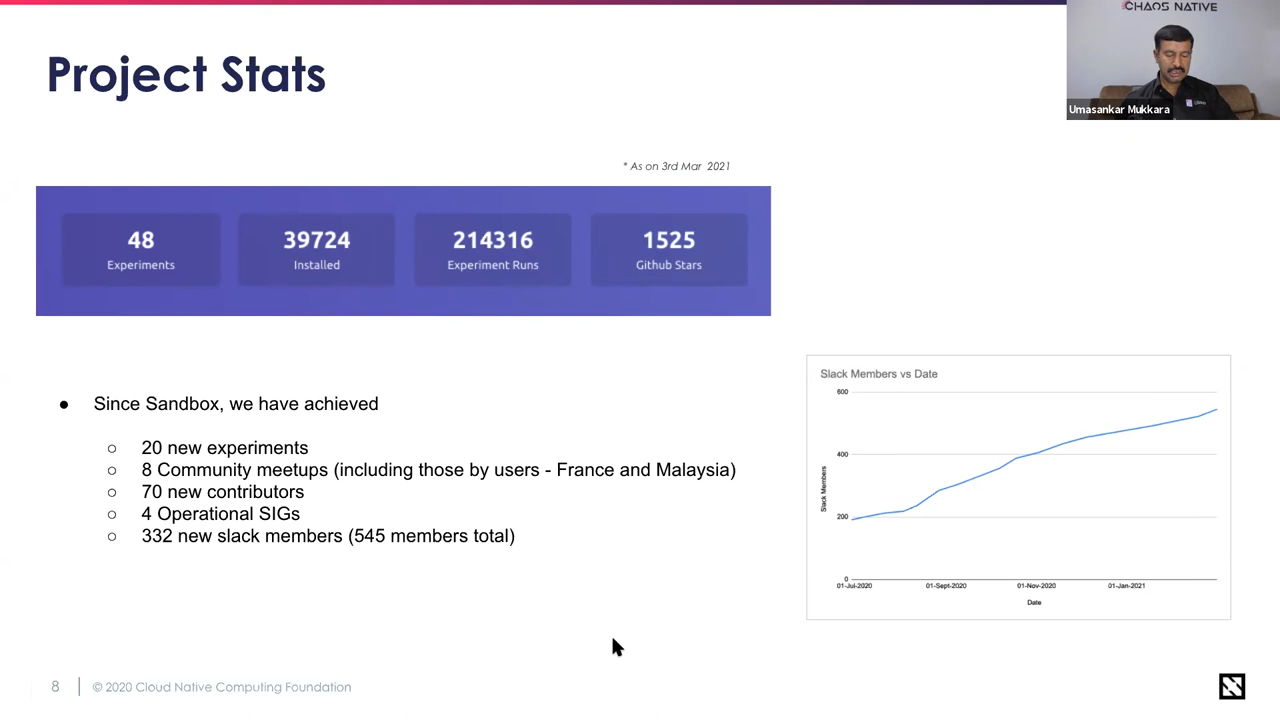 CHAOS NATIVE
Umasankar Mukkara
Project Stats
* As on 3rd Mar 2021
48
Experiments
39724
Installed
214316
Experiment Runs
1525
Github Stars
● Since Sandbox, we have achieved
○ 20 new experiments
○ 8 Community meetups (including those by users - France and Malaysia)
○ 70 new contributors
○ 4 Operational SIGs
○ 332 new slack members (545 members total)
Slack Members vs Date
600
400
200
0
Slack Members
01-Jul-2020
01-Sept-2020
01-Nov-2020
01-Jan-2021
Date
8
© 2020 Cloud Native Computing Foundation